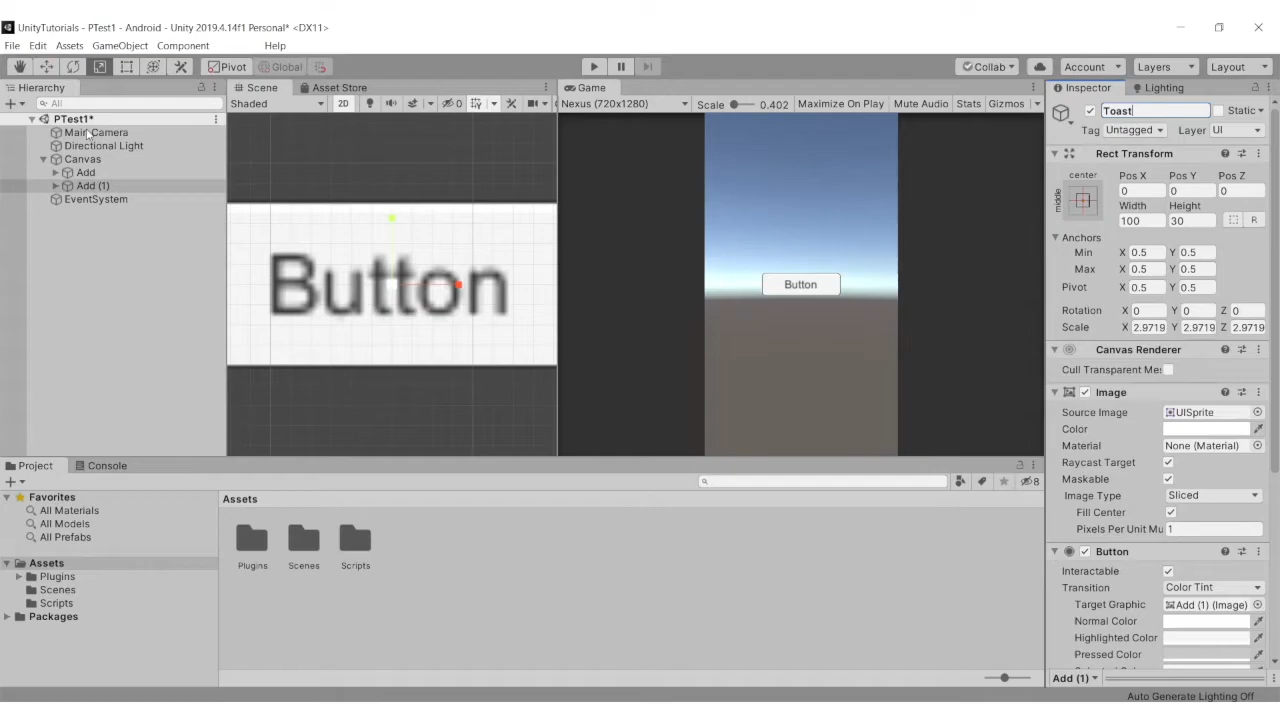 UnityTutorials - PTest1 - Android - Unity 2019.4.14f1 Personal* <DX11>
File Edit Assets GameObject Component Help
Pivot Global Collab Account Layers Layout
Hierarchy Scene Asset Store Game Inspector Lighting
All Shaded 2D 0 Nexus (720x1280) Scale 0.402 Maximize On Play Mute Audio Stats Gizmos Toast Static
PTest1*
Main Camera
Tag Untagged Layer UI
Directional Light
Rect Transform
Canvas
Add
center Pos X Pos Y Pos Z
Add (1)
middle 0 0 0
EventSystem
Width Height
100 30 R
Anchors
Min X 0.5 Y 0.5
Max X 0.5 Y 0.5
Button
Button
Pivot X 0.5 Y 0.5
Rotation X 0 Y 0 Z 0
Scale X 2.9719 Y 2.9719 Z 2.9719
Canvas Renderer
Cull Transparent Me:
Image
Source Image UISprite
Color
Material None (Material)
Raycast Target
Maskable
Image Type Sliced
Fill Center
Pixels Per Unit Mu 1
Button
Interactable
Transition Color Tint
Target Graphic Add (1) (Image)
Normal Color
Highlighted Color
Pressed Color
Add (1)
Project Console
8
Favorites
All Materials
All Models
All Prefabs
Assets
Plugins
Scenes
Scripts
Packages
Assets
Plugins Scenes Scripts
Auto Generate Lighting Off